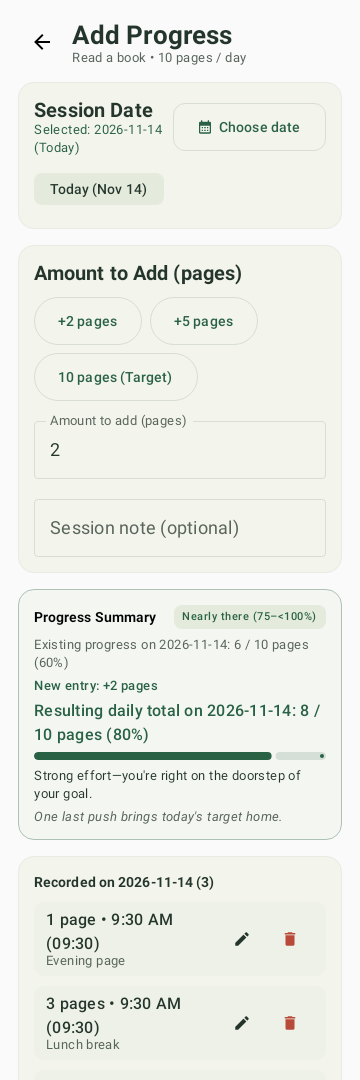 Add Progress
Read a book • 10 pages / day
Session Date
Selected: 2026-11-14
(Today)
Choose date
Today (Nov 14)
Amount to Add (pages)
+2 pages
+5 pages
10 pages (Target)
Amount to add (pages)
2
Session note (optional)
Progress Summary
Nearly there (75–<100%)
Existing progress on 2026-11-14: 6 / 10 pages
(60%)
New entry: +2 pages
Resulting daily total on 2026-11-14: 8 /
10 pages (80%)
Strong effort—you're right on the doorstep of
your goal.
One last push brings today's target home.
Recorded on 2026-11-14 (3)
1 page • 9:30 AM
(09:30)
Evening page
3 pages • 9:30 AM
(09:30)
Lunch break